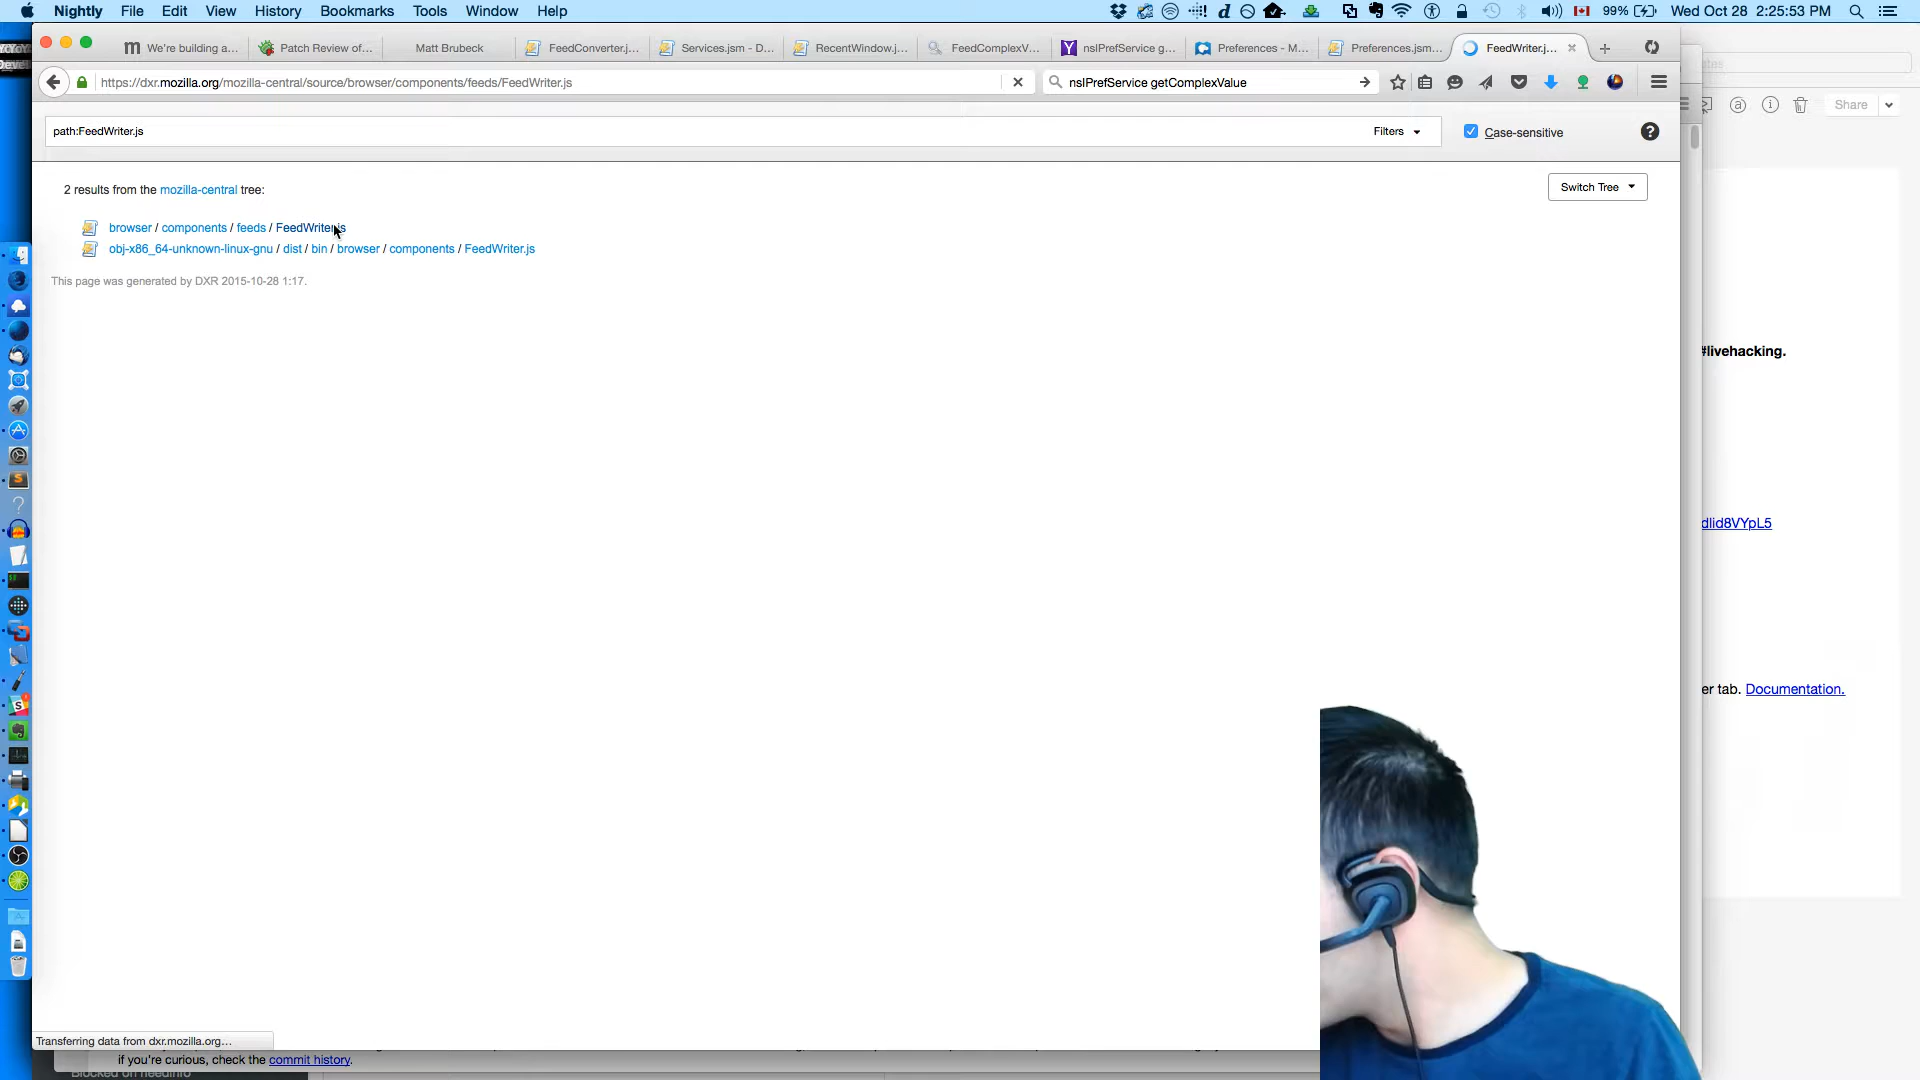 Nightly File Edit View History Bookmarks Tools Window Help 99% Wed Oct 28 2:25:53 PM
We're building a... Patch Review of... Matt Brubeck FeedConverter.j... Services.jsm - D... RecentWindow.j... FeedComplexV... nsIPrefService g... Preferences - M... Preferences.jsm... FeedWriter.j...
https://dxr.mozilla.org/mozilla-central/source/browser/components/feeds/FeedWriter.js nsIPrefService getComplexValue
Share
path:FeedWriter.js Filters Case-sensitive ?
2 results from the mozilla-central tree: Switch Tree
browser / components / feeds / FeedWriter.js
obj-x86_64-unknown-linux-gnu / dist / bin / browser / components / FeedWriter.js
This page was generated by DXR 2015-10-28 1:17.
#livehacking.
dlid8VYpL5
er tab. Documentation.
Transferring data from dxr.mozilla.org...
if you're curious, check the commit history.
Blocked on needinfo